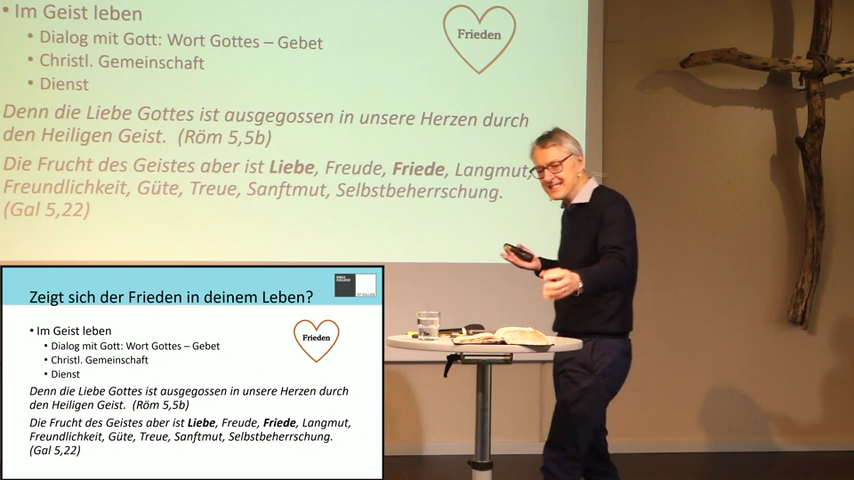 • Im Geist leben
• Dialog mit Gott: Wort Gottes – Gebet
• Christl. Gemeinschaft
• Dienst
Frieden
Denn die Liebe Gottes ist ausgegossen in unsere Herzen durch
den Heiligen Geist. (Röm 5,5b)
Die Frucht des Geistes aber ist Liebe, Freude, Friede, Langmut,
Freundlichkeit, Güte, Treue, Sanftmut, Selbstbeherrschung.
(Gal 5,22)
Zeigt sich der Frieden in deinem Leben?
• Im Geist leben
• Dialog mit Gott: Wort Gottes – Gebet
• Christl. Gemeinschaft
• Dienst
Frieden
Denn die Liebe Gottes ist ausgegossen in unsere Herzen durch
den Heiligen Geist. (Röm 5,5b)
Die Frucht des Geistes aber ist Liebe, Freude, Friede, Langmut,
Freundlichkeit, Güte, Treue, Sanftmut, Selbstbeherrschung.
(Gal 5,22)